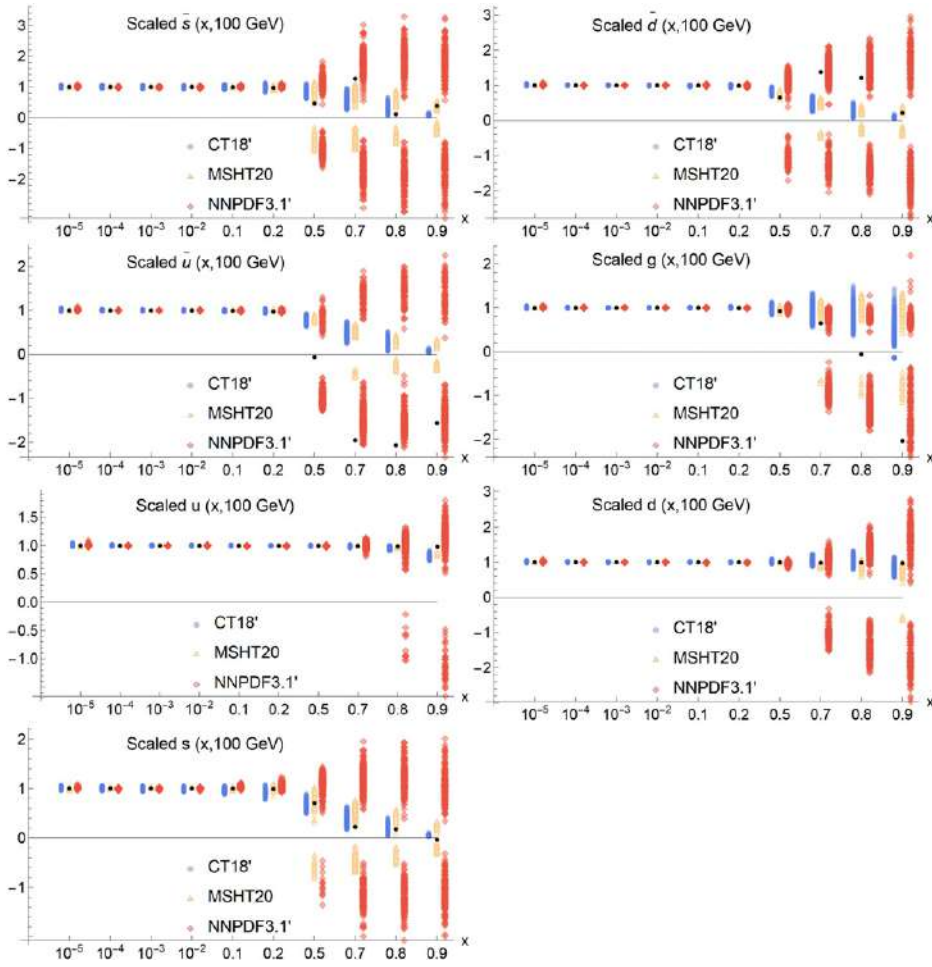 Scaled s̄ (x,100 GeV)
3
2
1
0
−1
−2
CT18'
MSHT20
NNPDF3.1'
10⁻⁵ 10⁻⁴ 10⁻³ 10⁻² 0.1 0.2 0.5 0.7 0.8 0.9
x
Scaled d̄ (x,100 GeV)
3
2
1
0
−1
−2
CT18'
MSHT20
NNPDF3.1'
10⁻⁵ 10⁻⁴ 10⁻³ 10⁻² 0.1 0.2 0.5 0.7 0.8 0.9
x
Scaled ū (x,100 GeV)
2
1
0
−1
−2
CT18'
MSHT20
NNPDF3.1'
10⁻⁵ 10⁻⁴ 10⁻³ 10⁻² 0.1 0.2 0.5 0.7 0.8 0.9
x
Scaled g (x,100 GeV)
2
1
0
−1
−2
CT18'
MSHT20
NNPDF3.1'
10⁻⁵ 10⁻⁴ 10⁻³ 10⁻² 0.1 0.2 0.5 0.7 0.8 0.9
x
Scaled u (x,100 GeV)
1.5
1.0
0.5
0.0
−0.5
−1.0
CT18'
MSHT20
NNPDF3.1'
10⁻⁵ 10⁻⁴ 10⁻³ 10⁻² 0.1 0.2 0.5 0.7 0.8 0.9
x
Scaled d (x,100 GeV)
3
2
1
0
−1
−2
CT18'
MSHT20
NNPDF3.1'
10⁻⁵ 10⁻⁴ 10⁻³ 10⁻² 0.1 0.2 0.5 0.7 0.8 0.9
x
Scaled s (x,100 GeV)
2
1
0
−1
CT18'
MSHT20
NNPDF3.1'
10⁻⁵ 10⁻⁴ 10⁻³ 10⁻² 0.1 0.2 0.5 0.7 0.8 0.9
x